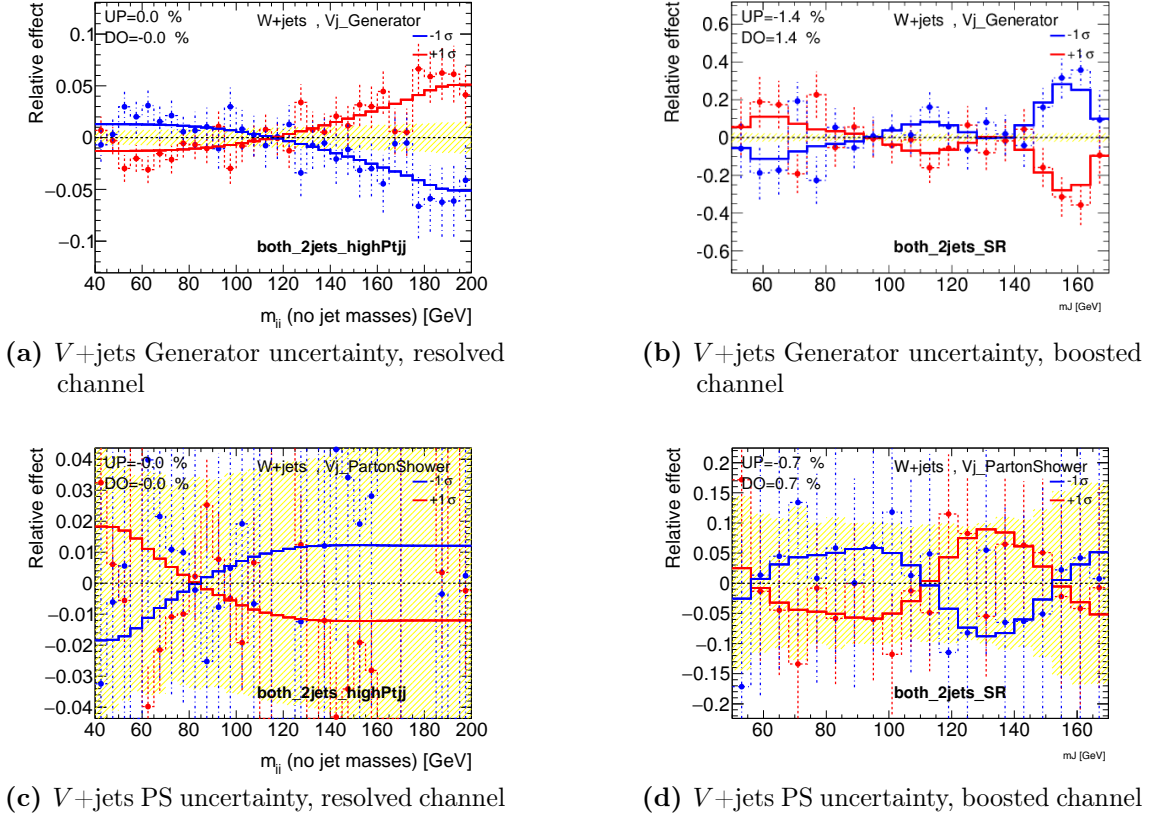 UP=0.0 %
DO=-0.0 %
W+jets , Vj_Generator
-1σ
+1σ
Relative effect
0.1
0.05
0
−0.05
−0.1
both_2jets_highPtjj
40 60 80 100 120 140 160 180 200
m_jj (no jet masses) [GeV]
UP=-1.4 %
DO=1.4 %
W+jets , Vj_Generator
-1σ
+1σ
Relative effect
0.6
0.4
0.2
0
−0.2
−0.4
−0.6
both_2jets_SR
60 80 100 120 140 160
mJ [GeV]
(a) V+jets Generator uncertainty, resolved
channel
(b) V+jets Generator uncertainty, boosted
channel
UP=-0.0 %
DO=-0.0 %
W+jets , Vj_PartonShower
-1σ
+1σ
Relative effect
0.04
0.03
0.02
0.01
0
−0.01
−0.02
−0.03
−0.04
both_2jets_highPtjj
40 60 80 100 120 140 160 180 200
m_jj (no jet masses) [GeV]
UP=-0.7 %
DO=0.7 %
W+jets , Vj_PartonShower
-1σ
+1σ
Relative effect
0.2
0.15
0.1
0.05
0
−0.05
−0.1
−0.15
−0.2
both_2jets_SR
60 80 100 120 140 160
mJ [GeV]
(c) V+jets PS uncertainty, resolved channel
(d) V+jets PS uncertainty, boosted channel